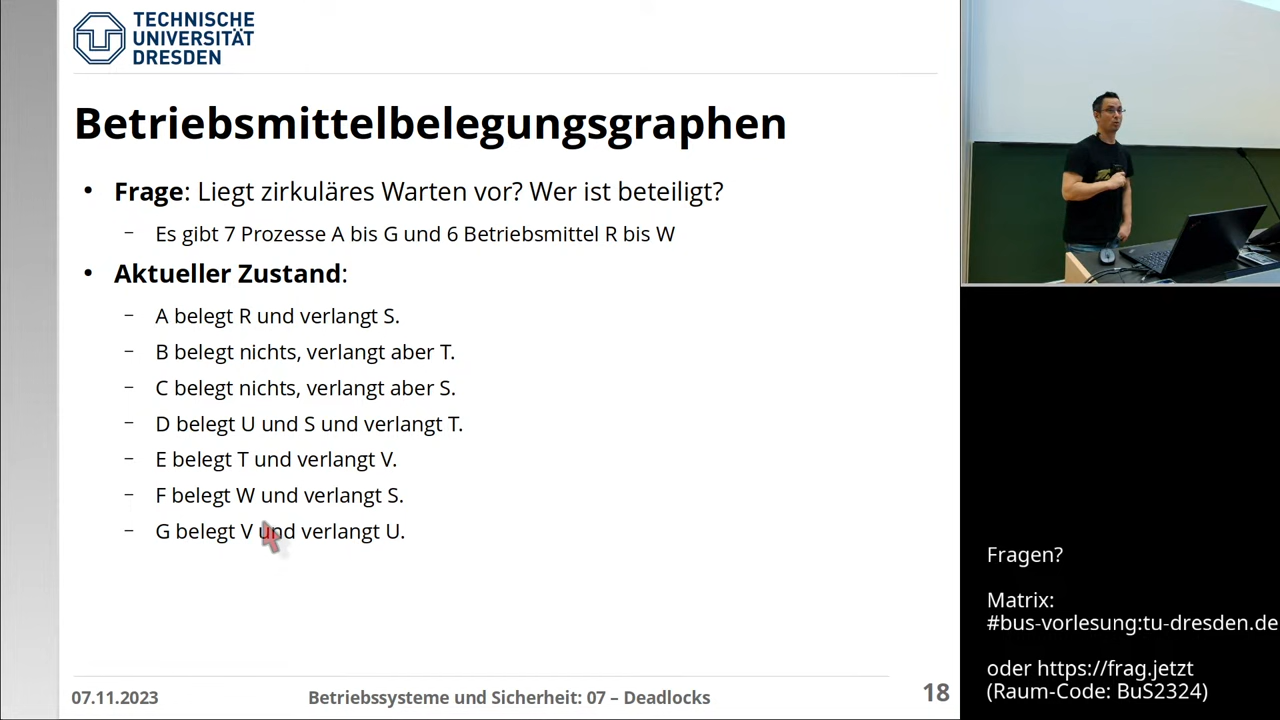 TECHNISCHE
UNIVERSITÄT
DRESDEN
Betriebsmittelbelegungsgraphen
• Frage: Liegt zirkuläres Warten vor? Wer ist beteiligt?
– Es gibt 7 Prozesse A bis G und 6 Betriebsmittel R bis W
• Aktueller Zustand:
– A belegt R und verlangt S.
– B belegt nichts, verlangt aber T.
– C belegt nichts, verlangt aber S.
– D belegt U und S und verlangt T.
– E belegt T und verlangt V.
– F belegt W und verlangt S.
– G belegt V und verlangt U.
07.11.2023
Betriebssysteme und Sicherheit: 07 – Deadlocks
18
Fragen?
Matrix:
#bus-vorlesung:tu-dresden.de
oder https://frag.jetzt
(Raum-Code: BuS2324)